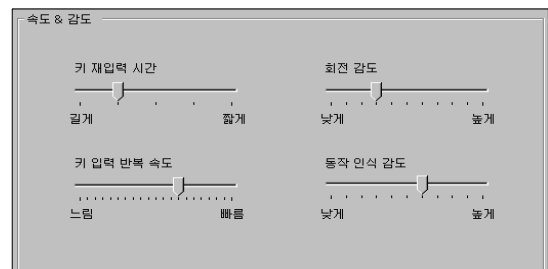 속도 & 감도
키 재입력 시간
길게 짧게
회전 감도
낮게 높게
키 입력 반복 속도
느림 빠름
동작 인식 감도
낮게 높게